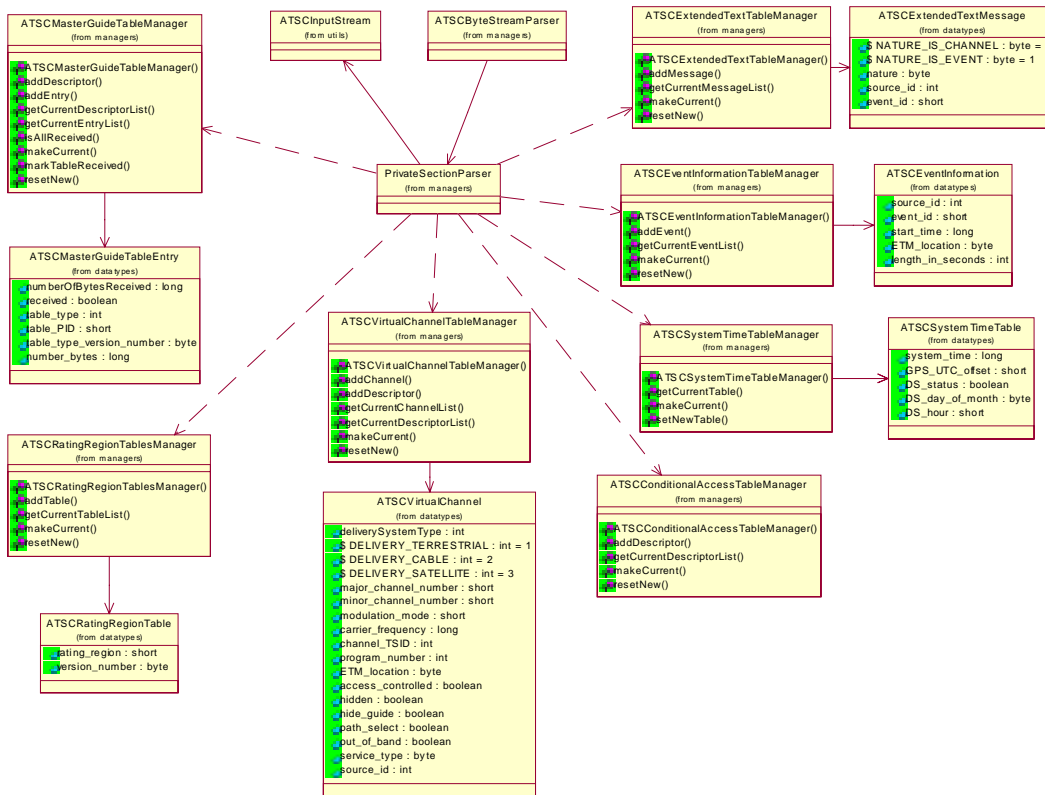 ATSCMasterGuideTableManager
(from managers)
ATSCMasterGuideTableManager()
addDescriptor()
addEntry()
getCurrentDescriptorList()
getCurrentEntryList()
isAllReceived()
makeCurrent()
markTableReceived()
resetNew()
ATSCInputStream
(from utils)
ATSCByteStreamParser
(from managers)
ATSCExtendedTextTableManager
(from managers)
ATSCExtendedTextTableManager()
addMessage()
getCurrentMessageList()
makeCurrent()
resetNew()
ATSCExtendedTextMessage
(from datatypes)
$ NATURE_IS_CHANNEL : byte =
$ NATURE_IS_EVENT : byte = 1
nature : byte
source_id : int
event_id : short
PrivateSectionParser
(from managers)
ATSCEventInformationTableManager
(from managers)
ATSCEventInformationTableManager()
addEvent()
getCurrentEventList()
makeCurrent()
resetNew()
ATSCEventInformation
(from datatypes)
source_id : int
event_id : short
start_time : long
ETM_location : byte
length_in_seconds : int
ATSCMasterGuideTableEntry
(from datatypes)
numberOfBytesReceived : long
received : boolean
table_type : int
table_PID : short
table_type_version_number : byte
number_bytes : long
ATSCVirtualChannelTableManager
(from managers)
ATSCVirtualChannelTableManager()
addChannel()
addDescriptor()
getCurrentChannelList()
getCurrentDescriptorList()
makeCurrent()
resetNew()
ATSCSystemTimeTableManager
(from managers)
ATSCSystemTimeTableManager()
getCurrentTable()
makeCurrent()
setNewTable()
ATSCSystemTimeTable
(from datatypes)
system_time : long
GPS_UTC_offset : short
DS_status : boolean
DS_day_of_month : byte
DS_hour : short
ATSCRatingRegionTablesManager
(from managers)
ATSCRatingRegionTablesManager()
addTable()
getCurrentTableList()
makeCurrent()
resetNew()
ATSCVirtualChannel
(from datatypes)
deliverySystemType : int
$ DELIVERY_TERRESTRIAL : int = 1
$ DELIVERY_CABLE : int = 2
$ DELIVERY_SATELLITE : int = 3
major_channel_number : short
minor_channel_number : short
modulation_mode : short
carrier_frequency : long
channel_TSID : int
program_number : int
ETM_location : byte
access_controlled : boolean
hidden : boolean
hide_guide : boolean
path_select : boolean
out_of_band : boolean
service_type : byte
source_id : int
ATSCConditionalAccessTableManager
(from managers)
ATSCConditionalAccessTableManager()
addDescriptor()
getCurrentDescriptorList()
makeCurrent()
resetNew()
ATSCRatingRegionTable
(from datatypes)
rating_region : short
version_number : byte